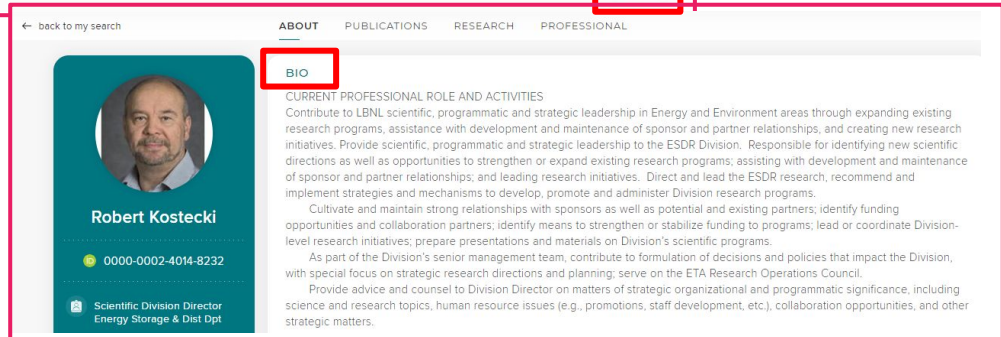 ← back to my search
ABOUT PUBLICATIONS RESEARCH PROFESSIONAL
Robert Kostecki
0000-0002-4014-8232
Scientific Division Director
Energy Storage & Dist Dpt
BIO
CURRENT PROFESSIONAL ROLE AND ACTIVITIES
Contribute to LBNL scientific, programmatic and strategic leadership in Energy and Environment areas through expanding existing
research programs, assistance with development and maintenance of sponsor and partner relationships, and creating new research
initiatives. Provide scientific, programmatic and strategic leadership to the ESDR Division. Responsible for identifying new scientific
directions as well as opportunities to strengthen or expand existing research programs; assisting with development and maintenance
of sponsor and partner relationships; and leading research initiatives. Direct and lead the ESDR research, recommend and
implement strategies and mechanisms to develop, promote and administer Division research programs.
Cultivate and maintain strong relationships with sponsors as well as potential and existing partners; identify funding
opportunities and collaboration partners; identify means to strengthen or stabilize funding to programs; lead or coordinate Division-
level research initiatives; prepare presentations and materials on Division's scientific programs.
As part of the Division's senior management team, contribute to formulation of decisions and policies that impact the Division,
with special focus on strategic research directions and planning; serve on the ETA Research Operations Council.
Provide advice and counsel to Division Director on matters of strategic organizational and programmatic significance, including
science and research topics, human resource issues (e.g., promotions, staff development, etc.), collaboration opportunities, and other
strategic matters.